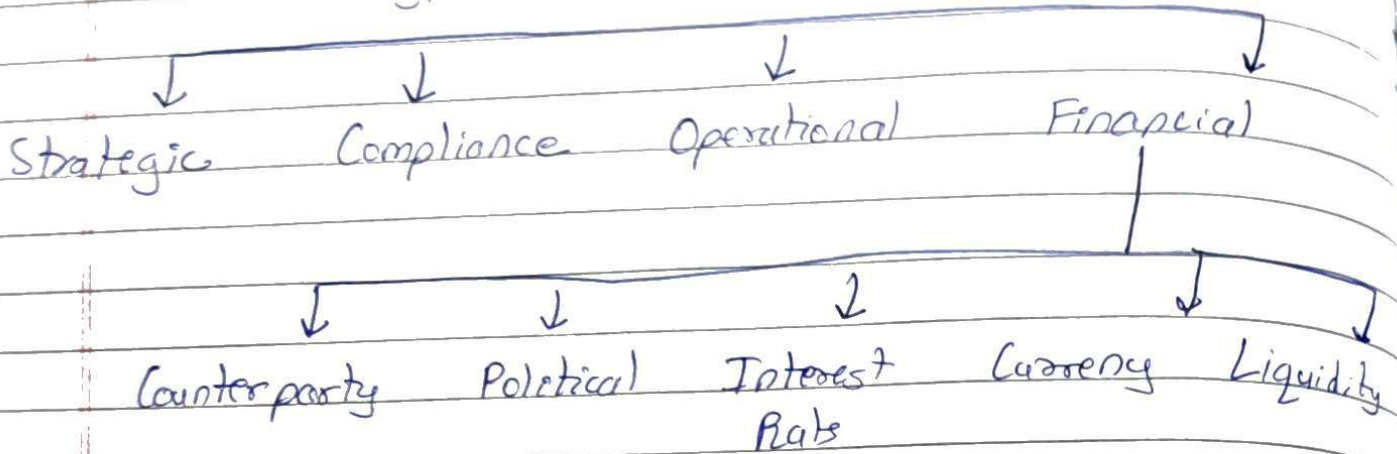 Strategic Compliance Operational Financial
Counterparty Political Interest Currency Liquidity
Rate